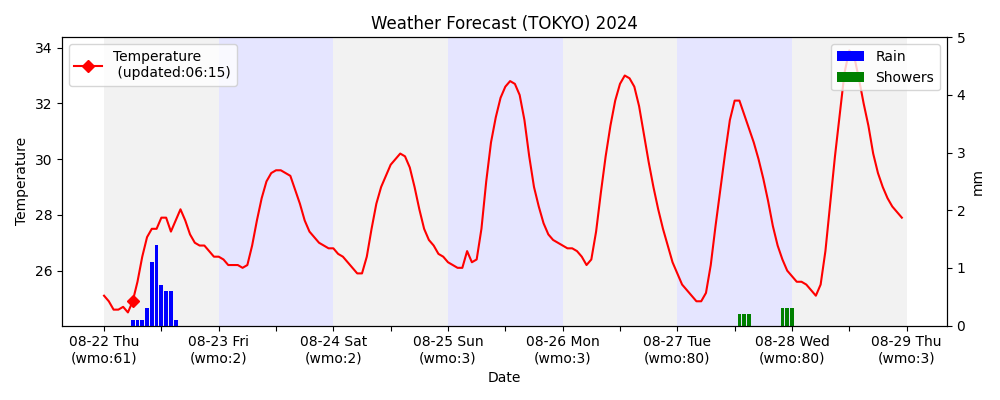 Weather Forecast (TOKYO) 2024
Temperature
(updated:06:15)
Rain
Showers
34
32
30
28
26
Temperature
5
4
3
2
1
0
mm
08-22 Thu
(wmo:61)
08-23 Fri
(wmo:2)
08-24 Sat
(wmo:2)
08-25 Sun
(wmo:3)
08-26 Mon
(wmo:3)
08-27 Tue
(wmo:80)
08-28 Wed
(wmo:80)
08-29 Thu
(wmo:3)
Date